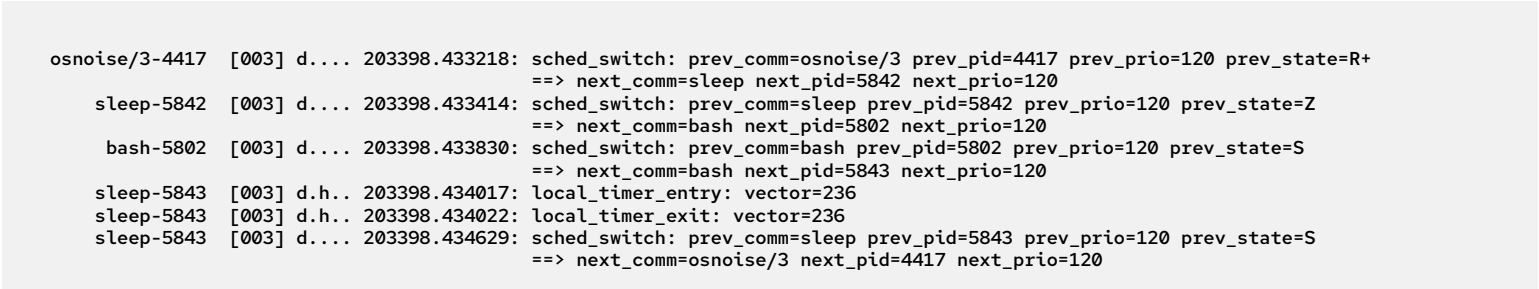 osnoise/3-4417  [003] d.... 203398.433218: sched_switch: prev_comm=osnoise/3 prev_pid=4417 prev_prio=120 prev_state=R+
==> next_comm=sleep next_pid=5842 next_prio=120
sleep-5842  [003] d.... 203398.433414: sched_switch: prev_comm=sleep prev_pid=5842 prev_prio=120 prev_state=Z
==> next_comm=bash next_pid=5802 next_prio=120
bash-5802  [003] d.... 203398.433830: sched_switch: prev_comm=bash prev_pid=5802 prev_prio=120 prev_state=S
==> next_comm=bash next_pid=5843 next_prio=120
sleep-5843  [003] d.h.. 203398.434017: local_timer_entry: vector=236
sleep-5843  [003] d.h.. 203398.434022: local_timer_exit: vector=236
sleep-5843  [003] d.... 203398.434629: sched_switch: prev_comm=sleep prev_pid=5843 prev_prio=120 prev_state=S
==> next_comm=osnoise/3 next_pid=4417 next_prio=120